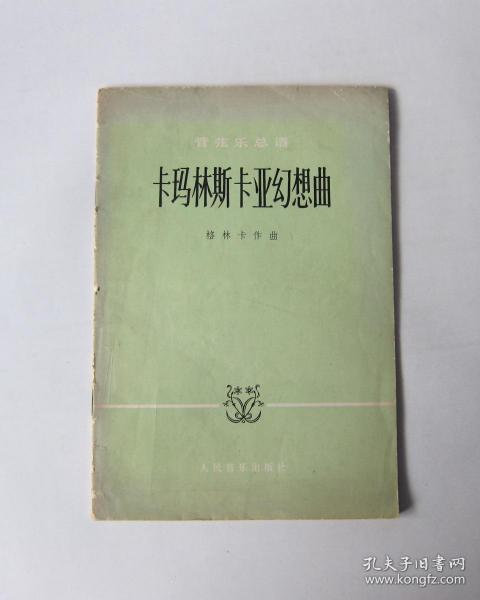 管弦乐总谱
卡玛林斯卡亚幻想曲
格林卡作曲
人民音乐出版社
孔夫子旧书网
www.kongfz.com